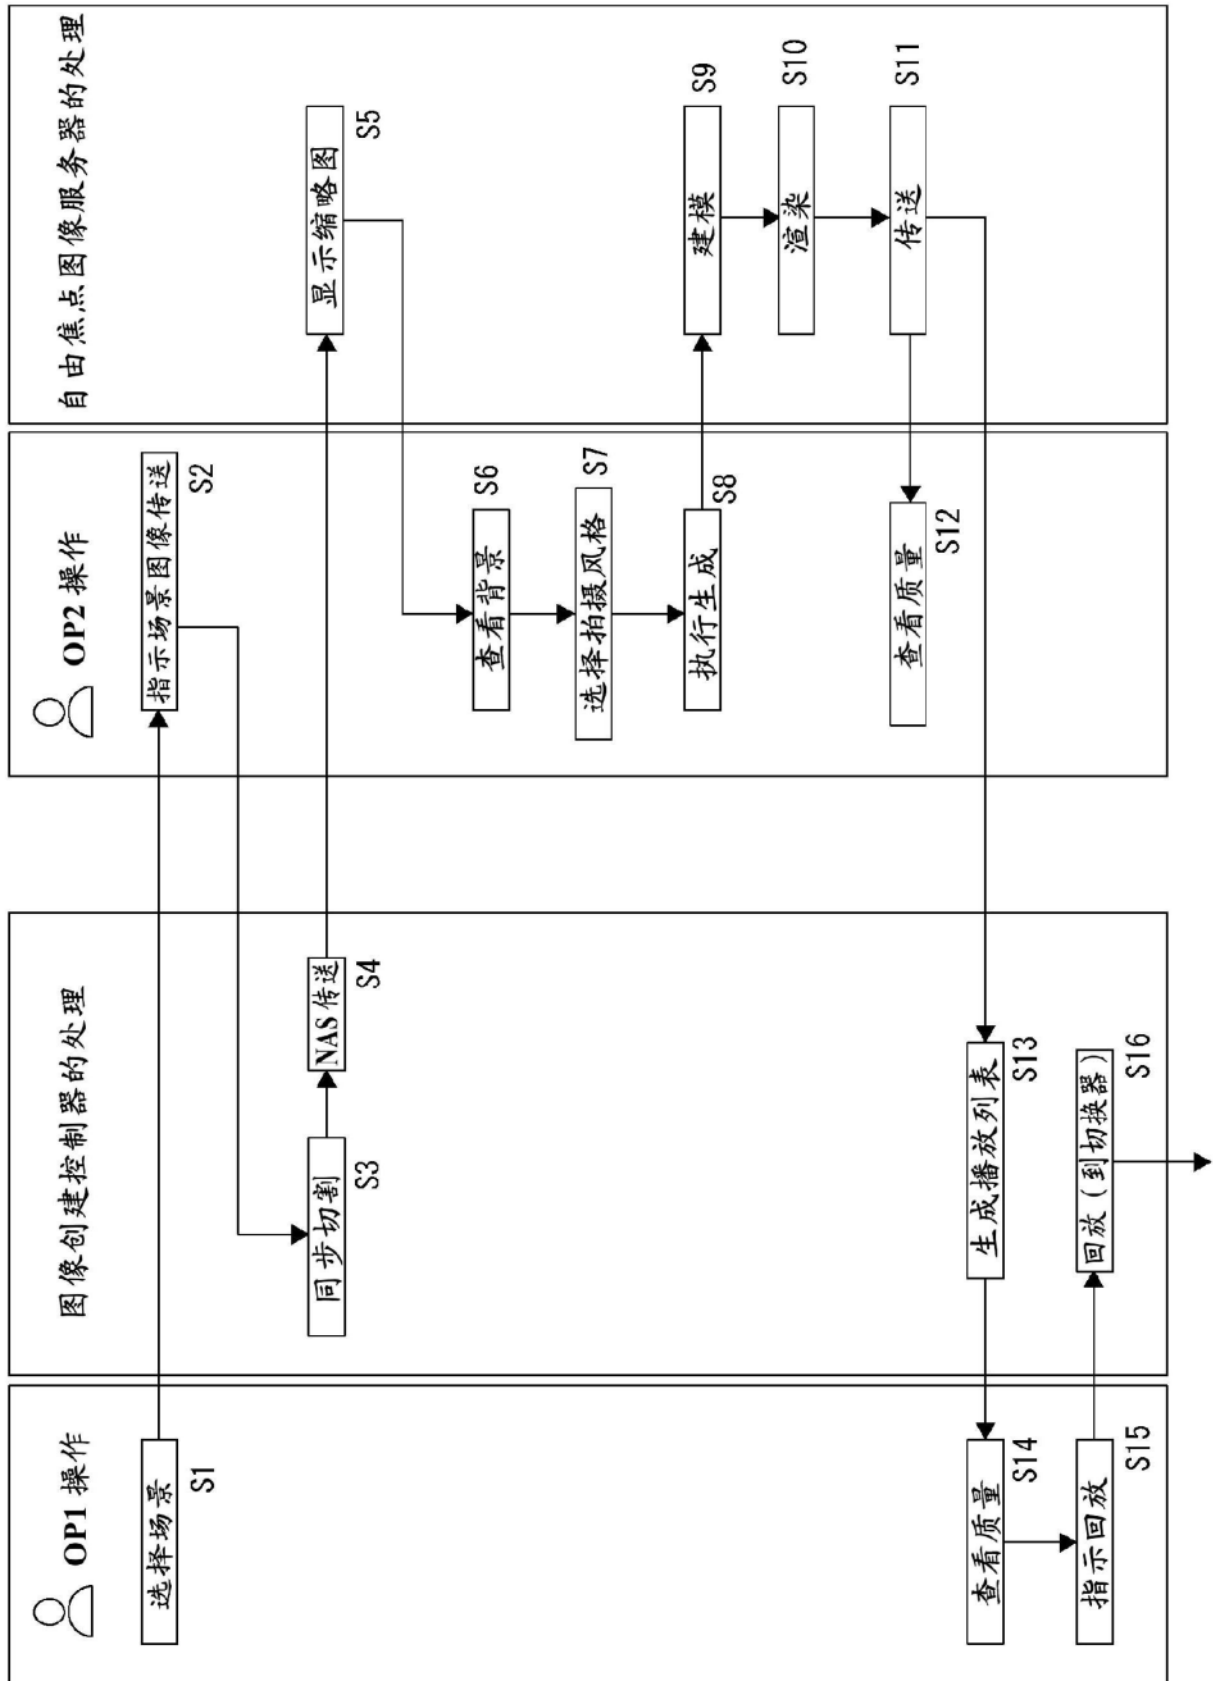 OP1 操作
图像创建控制器的处理
OP2 操作
自由焦点图像服务器的处理
选择场景
S1
指示场景图像传送
S2
同步切割
S3
NAS 传送
S4
显示缩略图
S5
查看背景
S6
选择拍摄风格
S7
执行生成
S8
建模
S9
渲染
S10
传送
S11
查看质量
S12
生成播放列表
S13
查看质量
S14
指示回放
S15
回放(到切换器)
S16